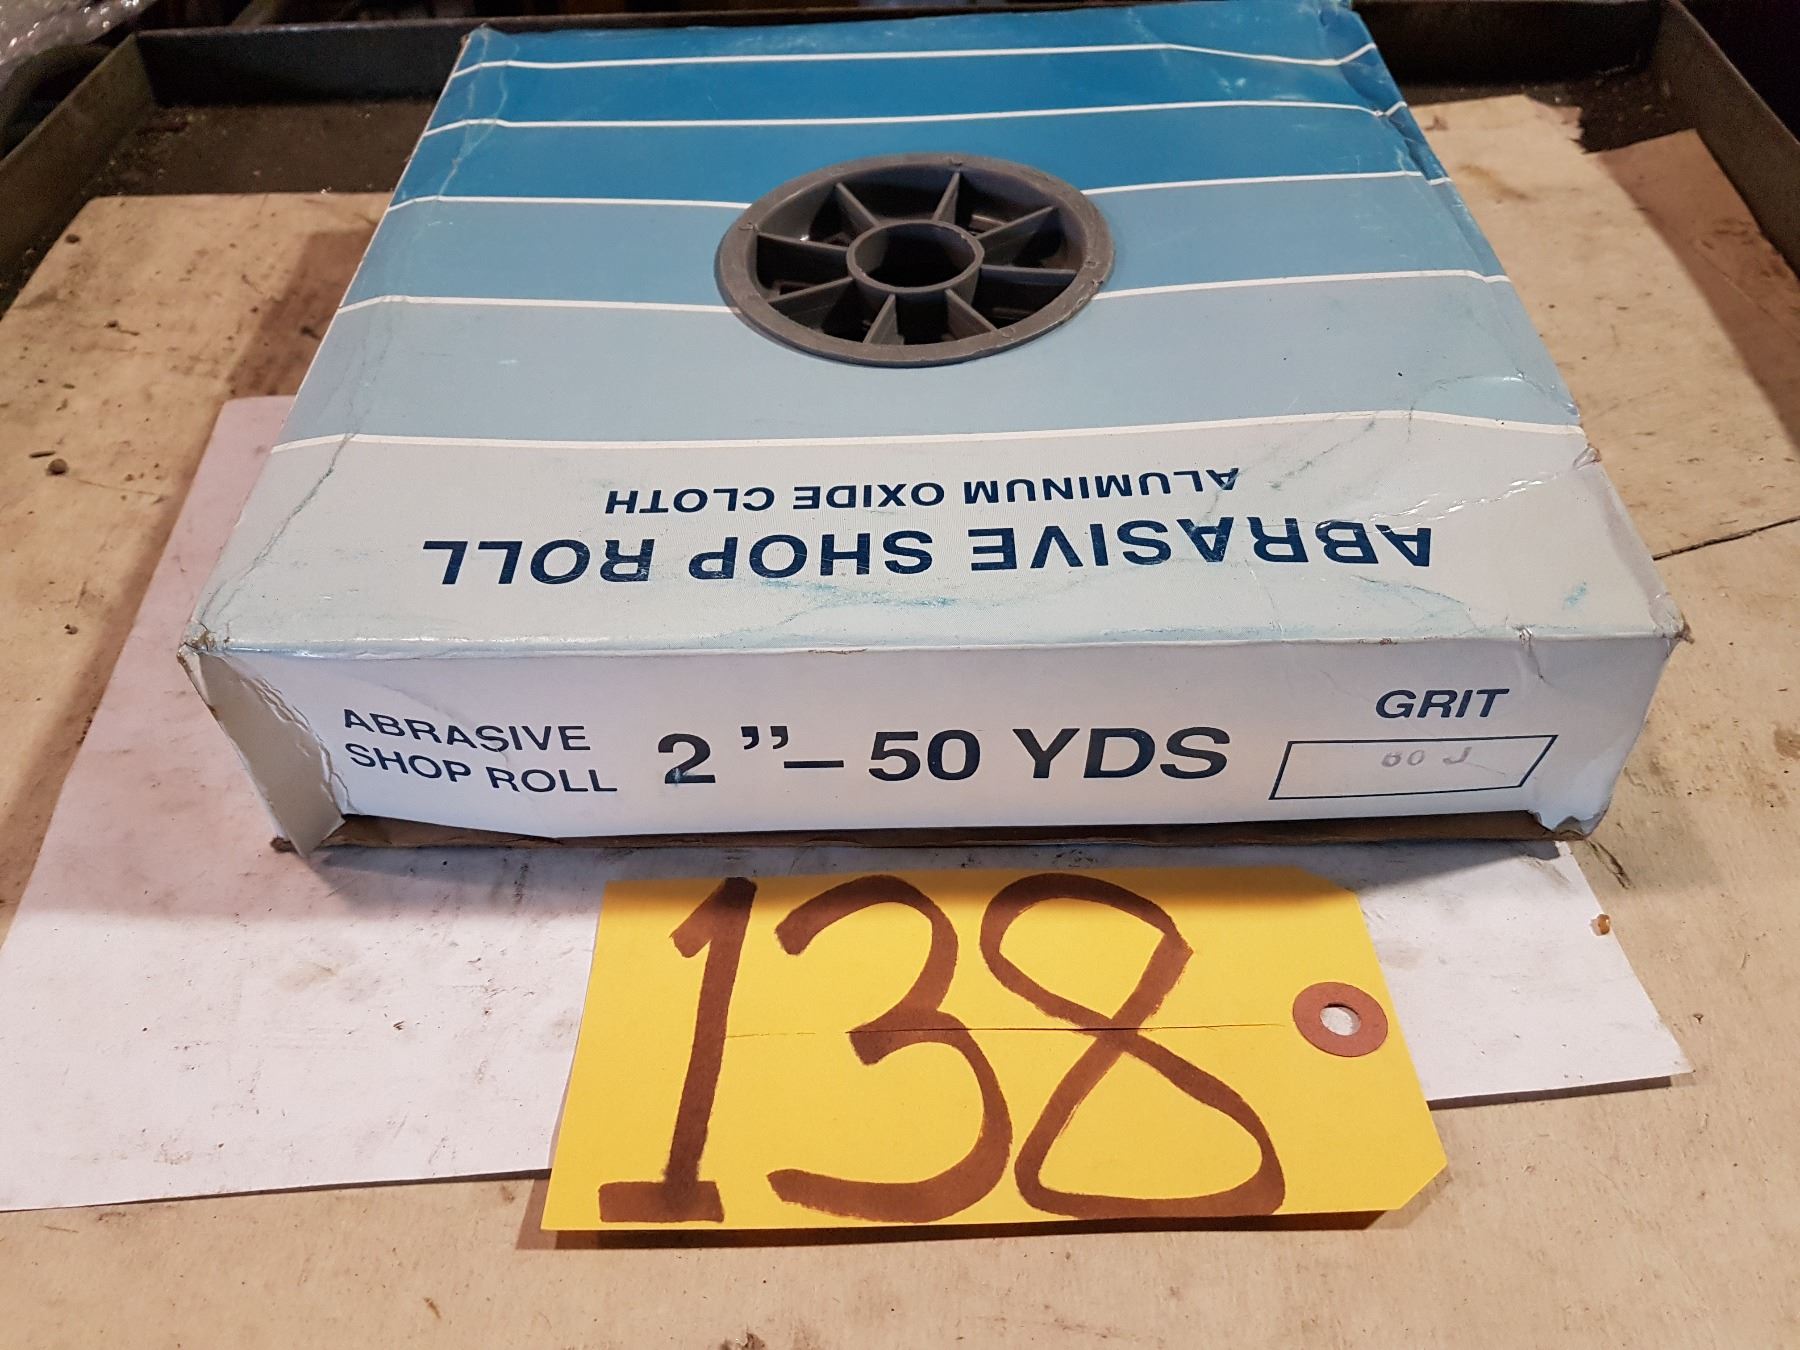 ABRASIVE SHOP ROLL
ALUMINUM OXIDE CLOTH
ABRASIVE
SHOP ROLL
2"–50 YDS
GRIT
138